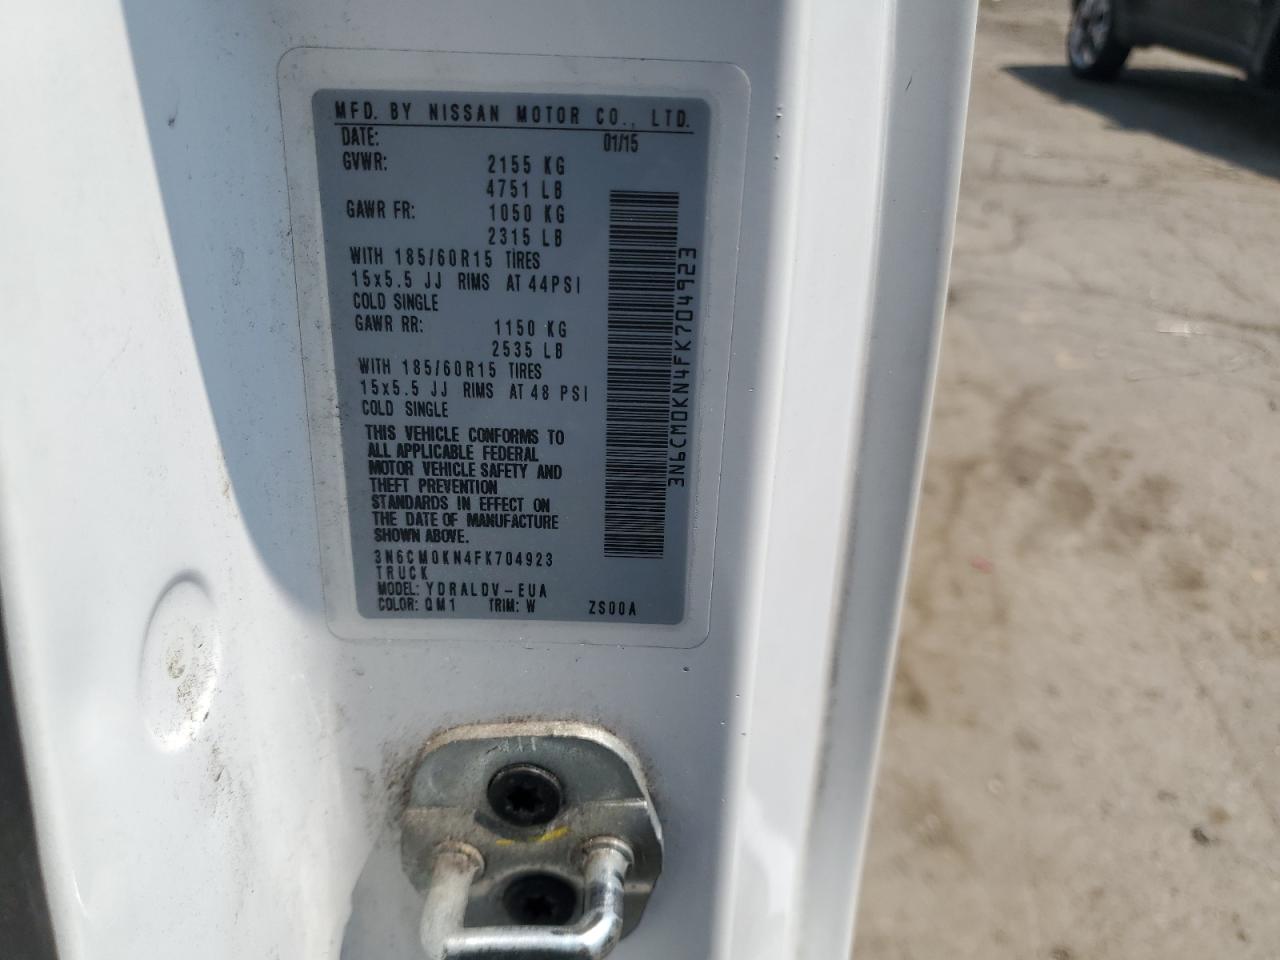 MFD. BY NISSAN MOTOR CO., LTD.
DATE: 01/15
GVWR: 2155 KG
4751 LB
GAWR FR: 1050 KG
2315 LB
WITH 185/60R15 TIRES
15x5.5 JJ RIMS AT 44PSI
COLD SINGLE
GAWR RR: 1150 KG
2535 LB
WITH 185/60R15 TIRES
15x5.5 JJ RIMS AT 48 PSI
COLD SINGLE
THIS VEHICLE CONFORMS TO
ALL APPLICABLE FEDERAL
MOTOR VEHICLE SAFETY AND
THEFT PREVENTION
STANDARDS IN EFFECT ON
THE DATE OF MANUFACTURE
SHOWN ABOVE.
3N6CM0KN4FK704923
TRUCK
MODEL: YDRALDV-EUA
COLOR: QM1 TRIM: W ZS00A
3N6CM0KN4FK704923